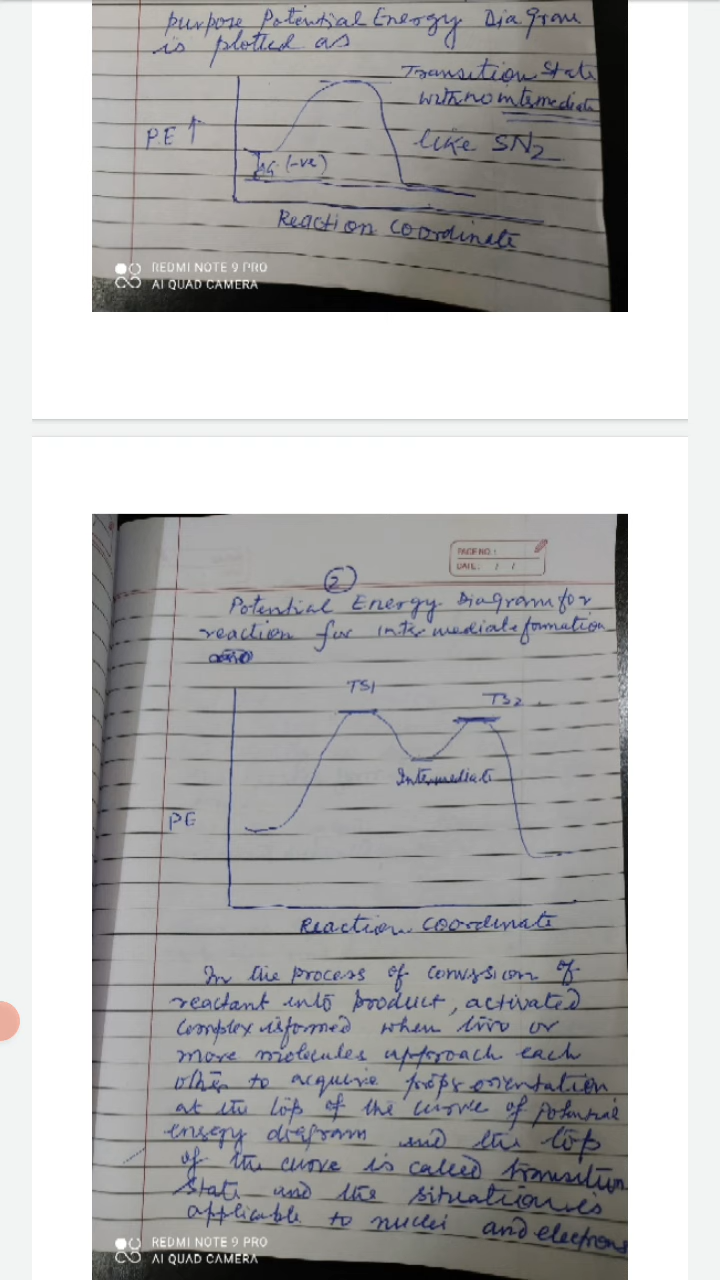 purpose Potential Energy Diagram
is plotted as
Transition State
with no intermediate
P.E ↑
like SN2
ΔG (-ve)
Reaction Coordinate
REDMI NOTE 9 PRO
AI QUAD CAMERA
PAGE NO :
DATE: / /
2
Potential Energy Diagram for
reaction for intermediate formation
TS1
TS2
Intermediate
PE
Reaction Coordinate
In the process of conversion of
reactant into product, activated
complex is formed when two or
more molecules approach each
other to acquire proper orientation
at the top of the curve of potential
energy diagram and the top
of the curve is called transition
State and the situation is
applicable to nuclei and electrons
REDMI NOTE 9 PRO
AI QUAD CAMERA